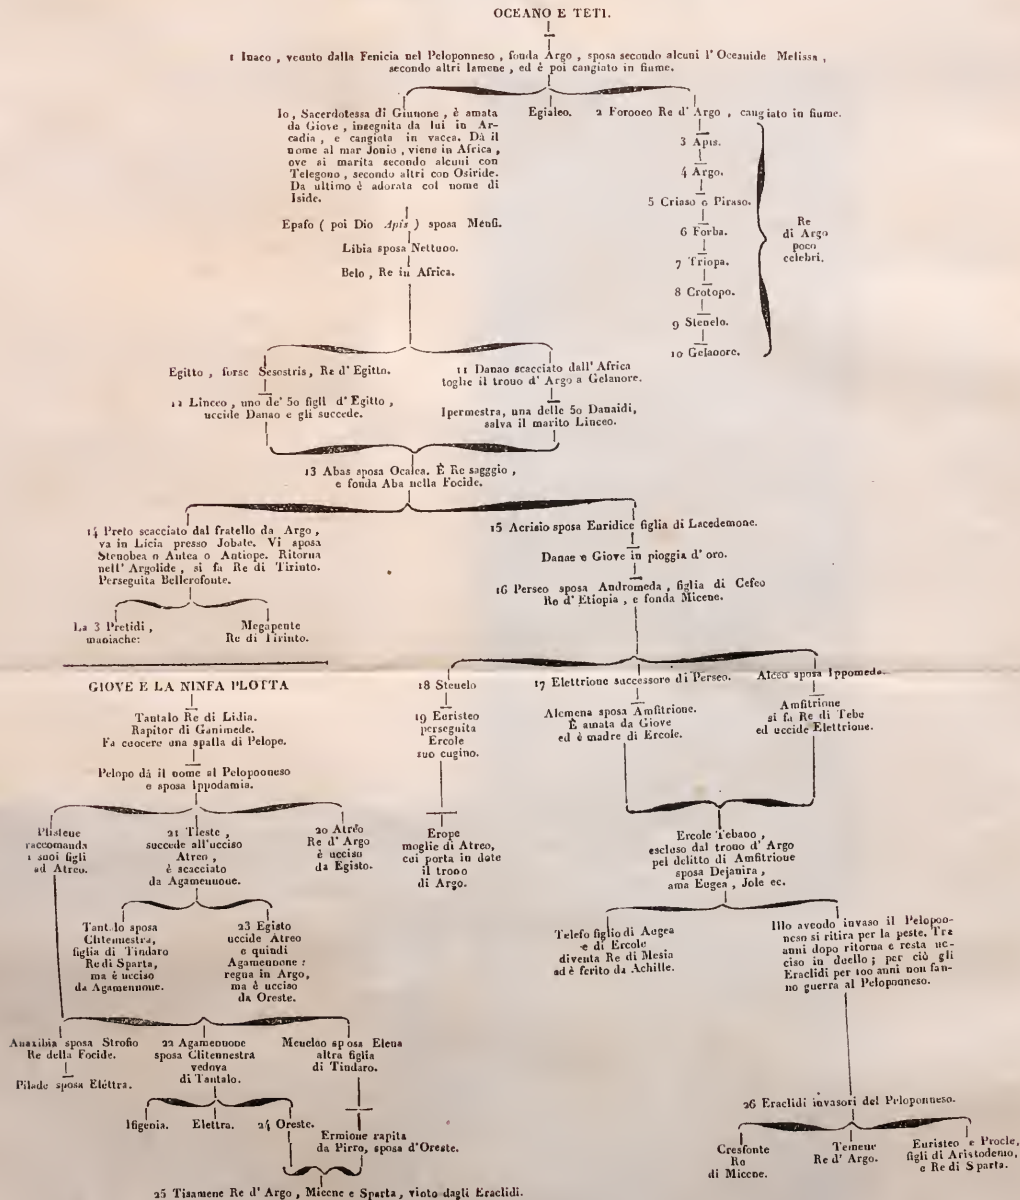 OCEANO E TETI.
1 Inaco, venuto dalla Fenicia nel Peloponneso, fonda Argo, sposa secondo alcuni l'Oceanide Melissa,
secondo altri Ismene, ed è poi cangiato in fiume.
Io, Sacerdotessa di Giunone, è amata
da Giove, insegnita da lui in Ar-
cadia, e cangiata in vacca. Dà il
nome al mar Jonio, viene in Africa,
ove si marita secondo alcuni con
Telegono, secondo altri con Osiride.
Da ultimo è adorata col nome di
Iside.
Egialeo.
2 Foroneo Re d'Argo, cangiato in fiume.
3 Apis.
4 Argo.
5 Criaso o Piraso.
6 Forba.
7 Triopa.
8 Crotopo.
9 Stenelo.
10 Gelanore.
Re
di Argo
poco
celebri.
Epafo (poi Dio Apis) sposa Menfi.
Libia sposa Nettuno.
Belo, Re in Africa.
Egitto, forse Sesostris, Re d'Egitto.
11 Danao scacciato dall'Africa
toglie il trono d'Argo a Gelanore.
12 Linceo, uno de' 50 figli d'Egitto,
uccide Danao e gli succede.
Ipermestra, una delle 50 Danaidi,
salva il marito Linceo.
13 Abas sposa Ocalea. È Re sagggio,
e fonda Aba nella Focide.
14 Preto scacciato dal fratello da Argo,
va in Licia presso Jobate. Vi sposa
Stenobea o Antea o Antiope. Ritorna
nell'Argolide, si fa Re di Tirinto.
Perseguita Bellerofonte.
La 3 Pretidi,
maniache:
Megapente
Re di Tirinto.
15 Acrisio sposa Euridice figlia di Lacedemone.
Danae e Giove in pioggia d'oro.
16 Perseo sposa Andromeda, figlia di Cefeo
Re d'Etiopia, e fonda Micene.
18 Stenelo
19 Euristeo
perseguita
Ercole
suo cugino.
Erope
moglie di Atreo,
cui porta in dote
il trono
di Argo.
17 Elettrione successore di Perseo.
Alcmena sposa Amfitrione.
È amata da Giove
ed è madre di Ercole.
Alceo sposa Ippomede.
Amfitrione
si fa Re di Tebe
ed uccide Elettrione.
Ercole Tebano,
escluso dal trono d'Argo
pel delitto di Amfitrione
sposa Dejanira,
ama Eugea, Jole ec.
Telefo figlio di Augea
e di Ercole
diventa Re di Mesia
ed è ferito da Achille.
Illo avendo invaso il Pelopon-
neso si ritira per la peste. Tre
anni dopo ritorna e resta uc-
ciso in duello; per ciò gli
Eraclidi per 100 anni non fan-
no guerra al Peloponneso.
26 Eraclidi invasori del Peloponneso.
Cresfonte
Re
di Micene.
Temene
Re d'Argo.
Euristeo e Procle,
figli di Aristodemo,
e Re di Sparta.
GIOVE E LA NINFA PLOTTA
Tantalo Re di Lidia.
Rapitor di Ganimede.
Fa cuocere una spalla di Pelope.
Pelope dà il nome al Peloponneso
e sposa Ippodamia.
Plistene
raccomanda
i suoi figli
ad Atreo.
21 Tieste,
succede all'ucciso
Atreo,
è scacciato
da Agamennone.
20 Atreo
Re d'Argo
è ucciso
da Egisto.
Tantalo sposa
Clitennestra,
figlia di Tindaro
Re di Sparta,
ma è ucciso
da Agamennone.
23 Egisto
uccide Atreo
e quindi
Agamennone:
regna in Argo,
ma è ucciso
da Oreste.
Anaxibia sposa Strofio
Re della Focide.
Pilade sposa Eléttra.
22 Agamennone
sposa Clitennestra
vedova
di Tantalo.
Menelao sposa Elena
altra figlia
di Tindaro.
Ifigenia.
Elettra.
24 Oreste.
Ermione rapita
da Pirro, sposa d'Oreste.
25 Tisamene Re d'Argo, Micene e Sparta, vinto dagli Eraclidi.